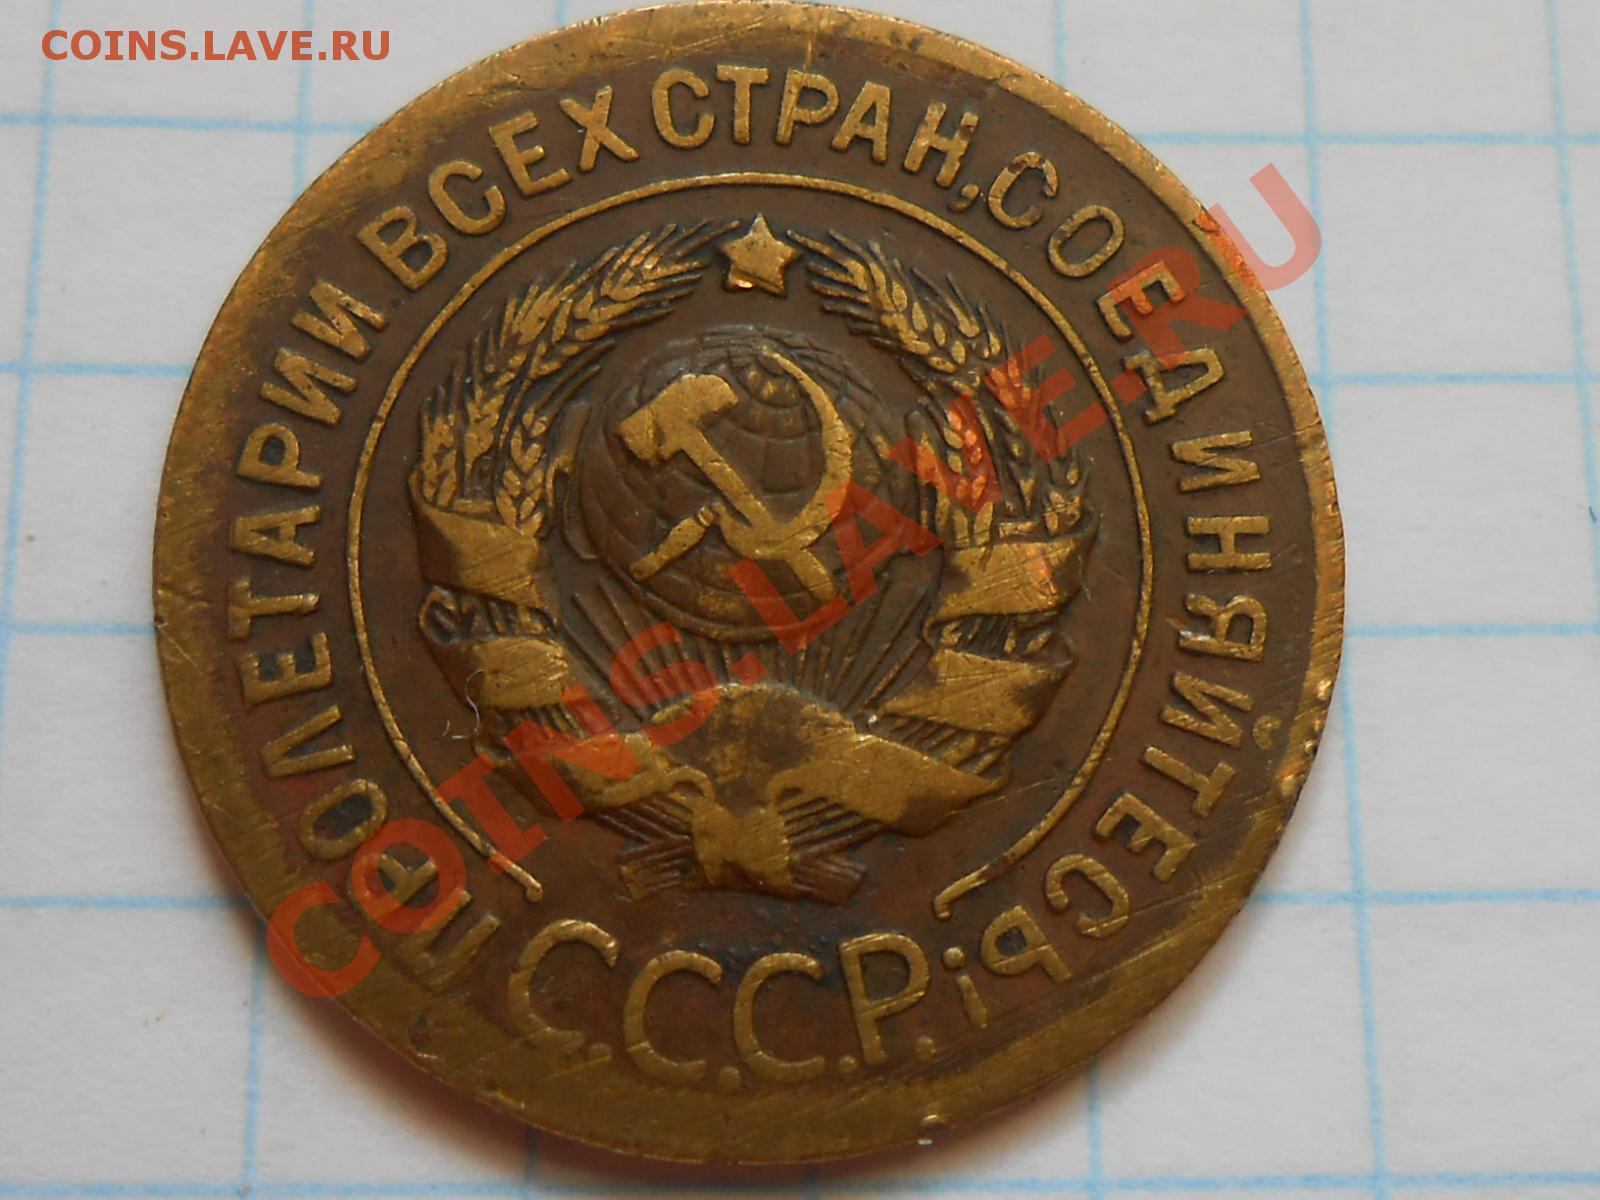 COINS.LAVE.RU
ПРОЛЕТАРИИ ВСЕХ СТРАН, СОЕДИНЯЙТЕСЬ!
С.С.С.Р.
COINS.LAVE.RU